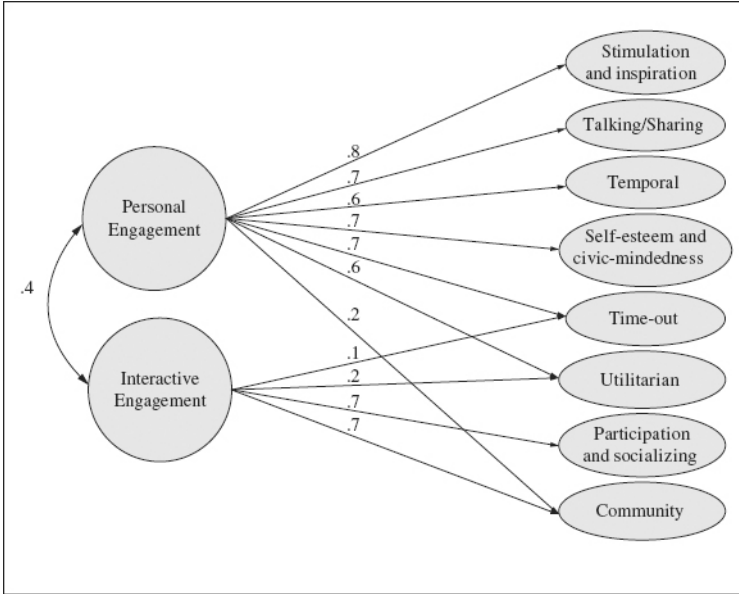 Stimulation
and inspiration
Talking/Sharing
.8
.7
Temporal
.6
Personal
Engagement
.7
Self-esteem and
civic-mindedness
.7
.6
.4
.2
Time-out
.1
Interactive
Engagement
.2
Utilitarian
.7
.7
Participation
and socializing
Community